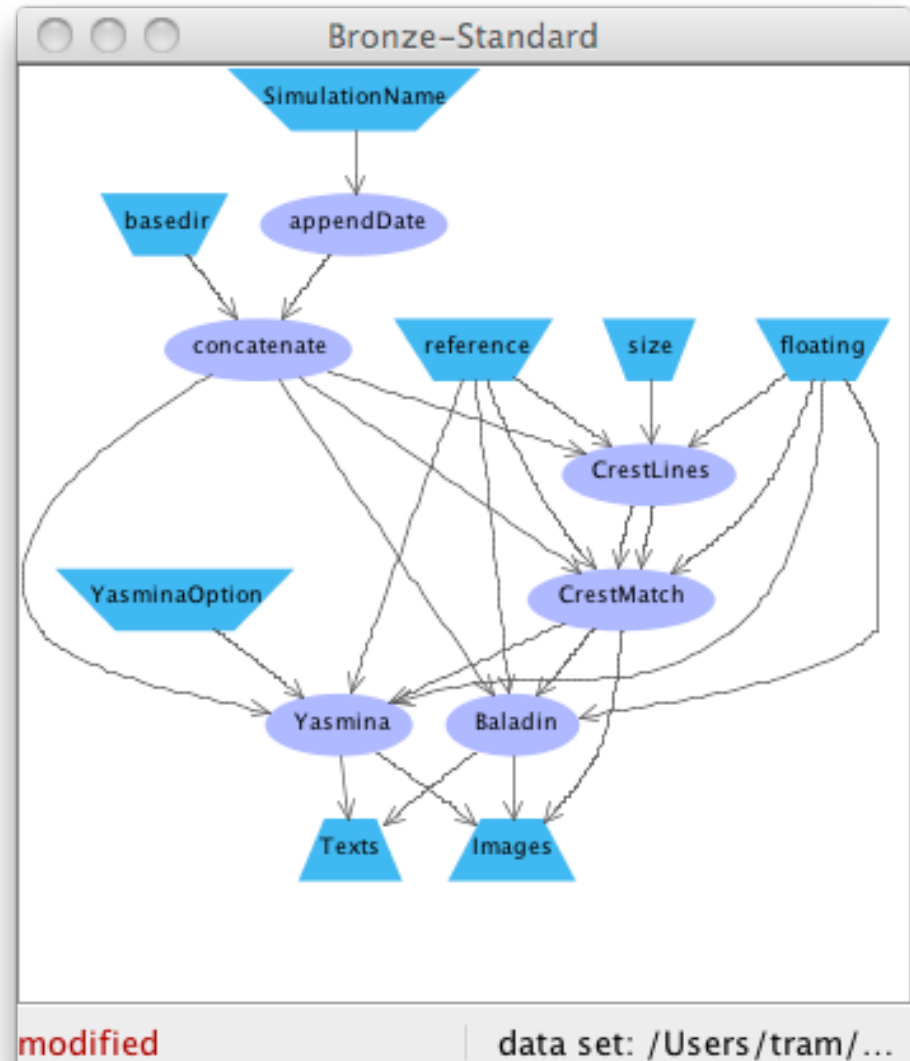 Bronze-Standard
SimulationName
basedir
appendDate
concatenate
reference
size
floating
CrestLines
YasminaOption
CrestMatch
Yasmina
Baladin
Texts
Images
modified
data set: /Users/tram/...